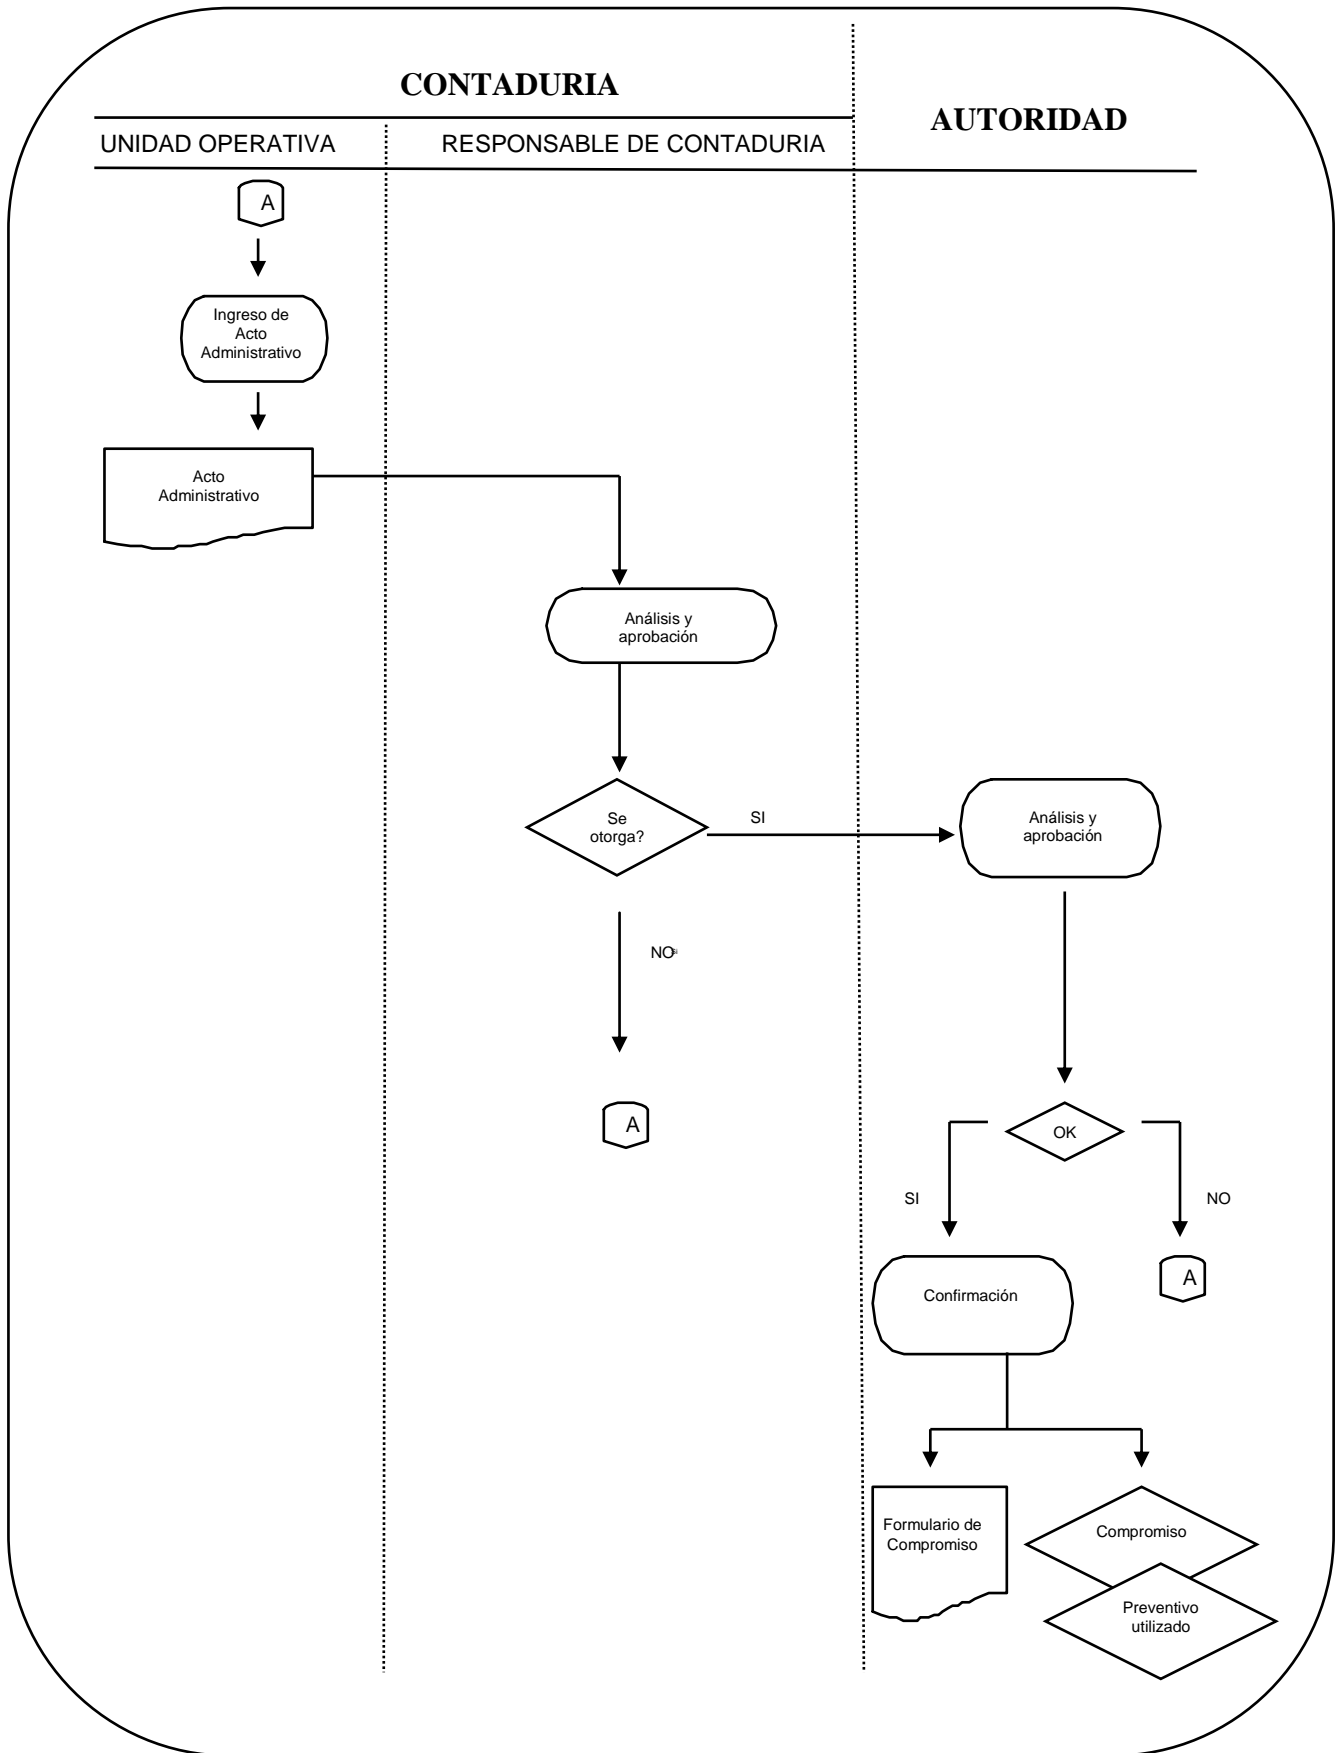 CONTADURIA
AUTORIDAD
UNIDAD OPERATIVA
RESPONSABLE DE CONTADURIA
A
Ingreso de
Acto
Administrativo
Acto
Administrativo
Análisis y
aprobación
Se
otorga?
SI
Análisis y
aprobación
NO
A
OK
SI
NO
A
Confirmación
Formulario de
Compromiso
Compromiso
Preventivo
utilizado